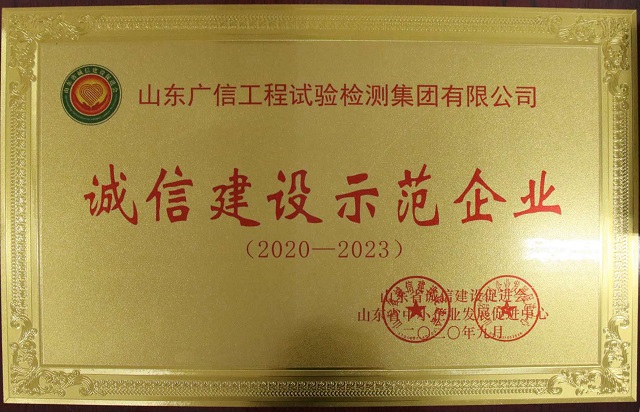 山东广信工程试验检测集团有限公司
诚信建设示范企业
（2020—2023）
山东省诚信建设促进会
山东省中小企业发展促进中心
二〇二〇年九月